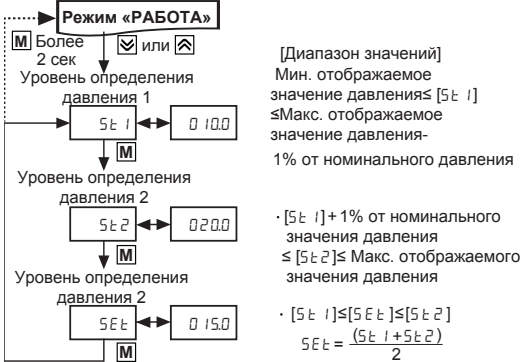 Режим «РАБОТА»
M Более
2 сек
или
Уровень определения
давления 1
St 1 010.0
M
Уровень определения
давления 2
St2 020.0
M
Уровень определения
давления 2
SEt 015.0
M
[Диапазон значений]
Мин. отображаемое
значение давления≤ [St 1]
≤Макс. отображаемое
значение давления-
1% от номинального давления
· [St 1]+1% от номинального
значения давления
≤ [St2]≤ Макс. отображаемого
значения давления
· [St 1]≤[SEt]≤[St2]
SEt = (St 1+St2)
2